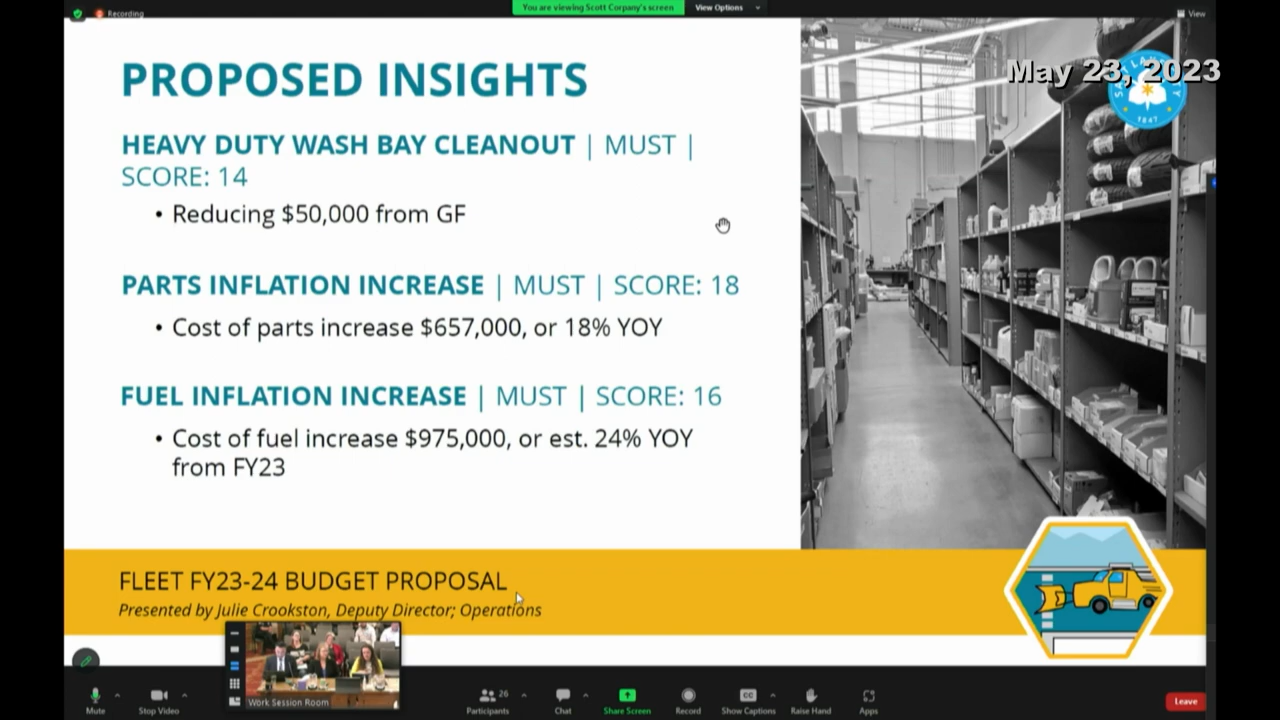 Recording
You are viewing Scott Corpany's screen
View Options
View
May 23, 2023
1847
PROPOSED INSIGHTS
HEAVY DUTY WASH BAY CLEANOUT | MUST |
SCORE: 14
• Reducing $50,000 from GF
PARTS INFLATION INCREASE | MUST | SCORE: 18
• Cost of parts increase $657,000, or 18% YOY
FUEL INFLATION INCREASE | MUST | SCORE: 16
• Cost of fuel increase $975,000, or est. 24% YOY
from FY23
FLEET FY23-24 BUDGET PROPOSAL
Presented by Julie Crookston, Deputy Director; Operations
Work Session Room
Mute
Stop Video
Participants
26
Chat
Share Screen
Record
CC
Show Captions
Raise Hand
Apps
Leave